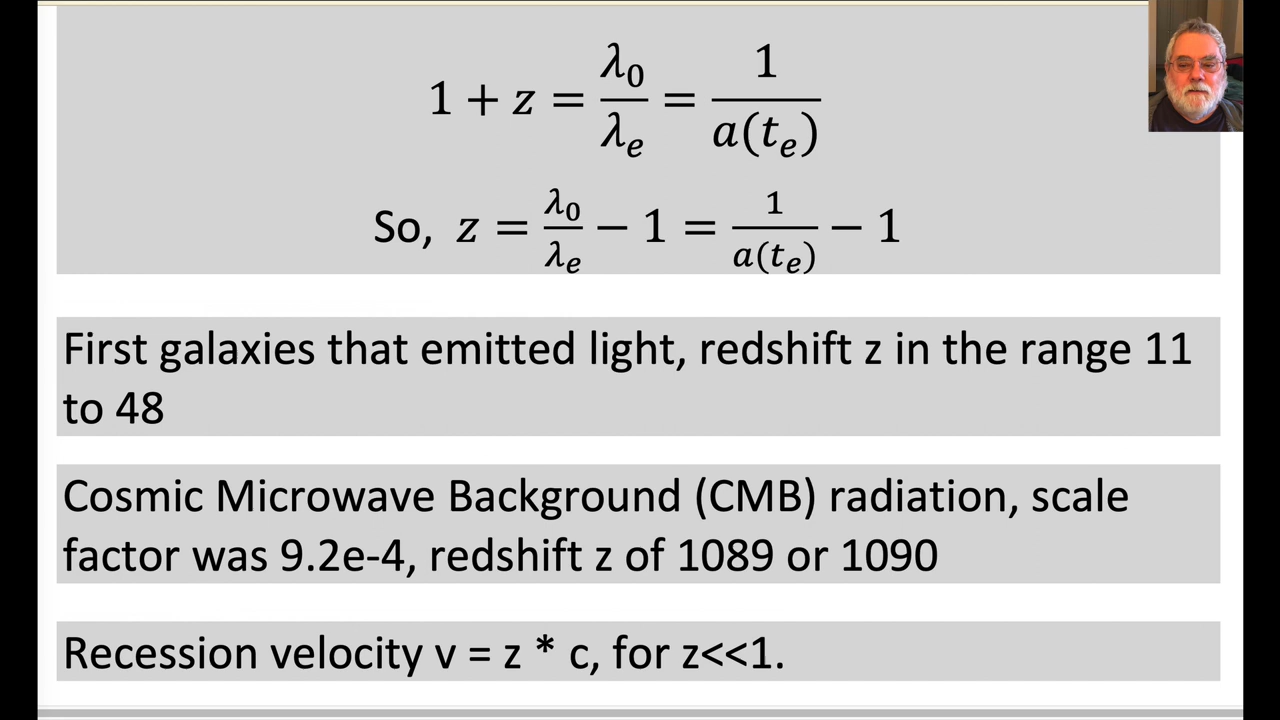 1 + z = λ₀/λₑ = 1/a(tₑ)
So, z = λ₀/λₑ − 1 = 1/a(tₑ) − 1
First galaxies that emitted light, redshift z in the range 11
to 48
Cosmic Microwave Background (CMB) radiation, scale
factor was 9.2e-4, redshift z of 1089 or 1090
Recession velocity v = z * c, for z<<1.